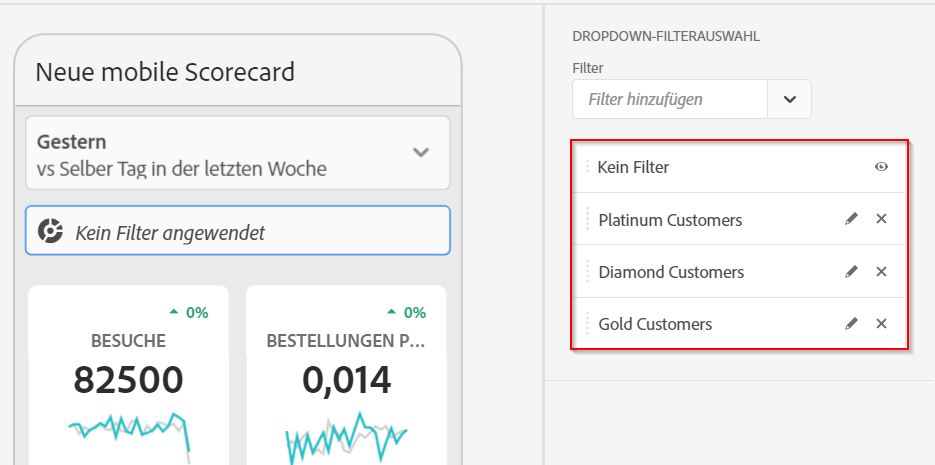 Neue mobile Scorecard
Gestern
vs Selber Tag in der letzten Woche
Kein Filter angewendet
0%
BESUCHE
82500
0%
BESTELLUNGEN P...
0,014
DROPDOWN-FILTERAUSWAHL
Filter
Filter hinzufügen
Kein Filter
Platinum Customers
Diamond Customers
Gold Customers